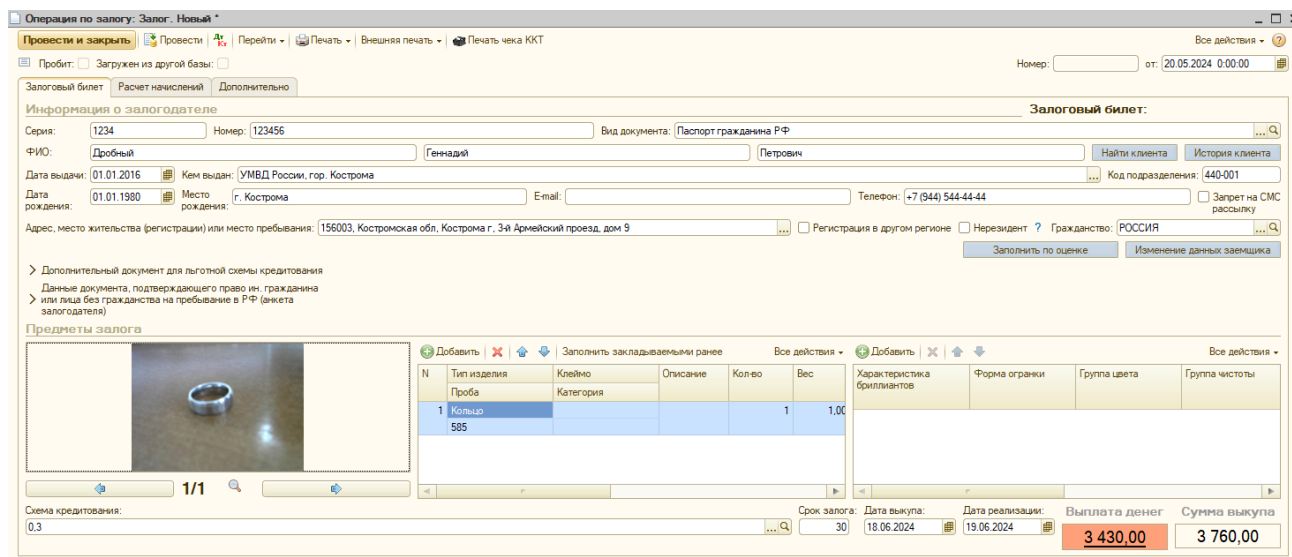 Операция по залогу: Залог. Новый *
Провести и закрыть Провести Дт Кт Перейти Печать Внешняя печать Печать чека ККТ Все действия ?
Пробит: Загружен из другой базы: Номер: от: 20.05.2024 0:00:00
Залоговый билет Расчет начислений Дополнительно
Информация о залогодателе Залоговый билет:
Серия: 1234 Номер: 123456 Вид документа: Паспорт гражданина РФ ...
ФИО: Дробный Геннадий Петрович Найти клиента История клиента
Дата выдачи: 01.01.2016 Кем выдан: УМВД России, гор. Кострома ... Код подразделения: 440-001
Дата рождения: 01.01.1980 Место рождения: г. Кострома E-mail: Телефон: +7 (944) 544-44-44 Запрет на СМС рассылку
Адрес, место жительства (регистрации) или место пребывания: 156003, Костромская обл, Кострома г, 3-й Армейский проезд, дом 9 ... Регистрация в другом регионе Нерезидент ? Гражданство: РОССИЯ ...
Заполнить по оценке Изменение данных заемщика
Дополнительный документ для льготной схемы кредитования
Данные документа, подтверждающего право ин. гражданина
или лица без гражданства на пребывание в РФ (анкета
залогодателя)
Предметы залога
Добавить Заполнить закладываемыми ранее Все действия Добавить Все действия
N Тип изделия Клеймо Описание Кол-во Вес Характеристика бриллиантов Форма огранки Группа цвета Группа чистоты
Проба Категория
1 Кольцо 1 1,00
585
1/1
Схема кредитования: Срок залога: Дата выкупа: Дата реализации: Выплата денег Сумма выкупа
0,3 ... 30 18.06.2024 19.06.2024 3 430,00 3 760,00